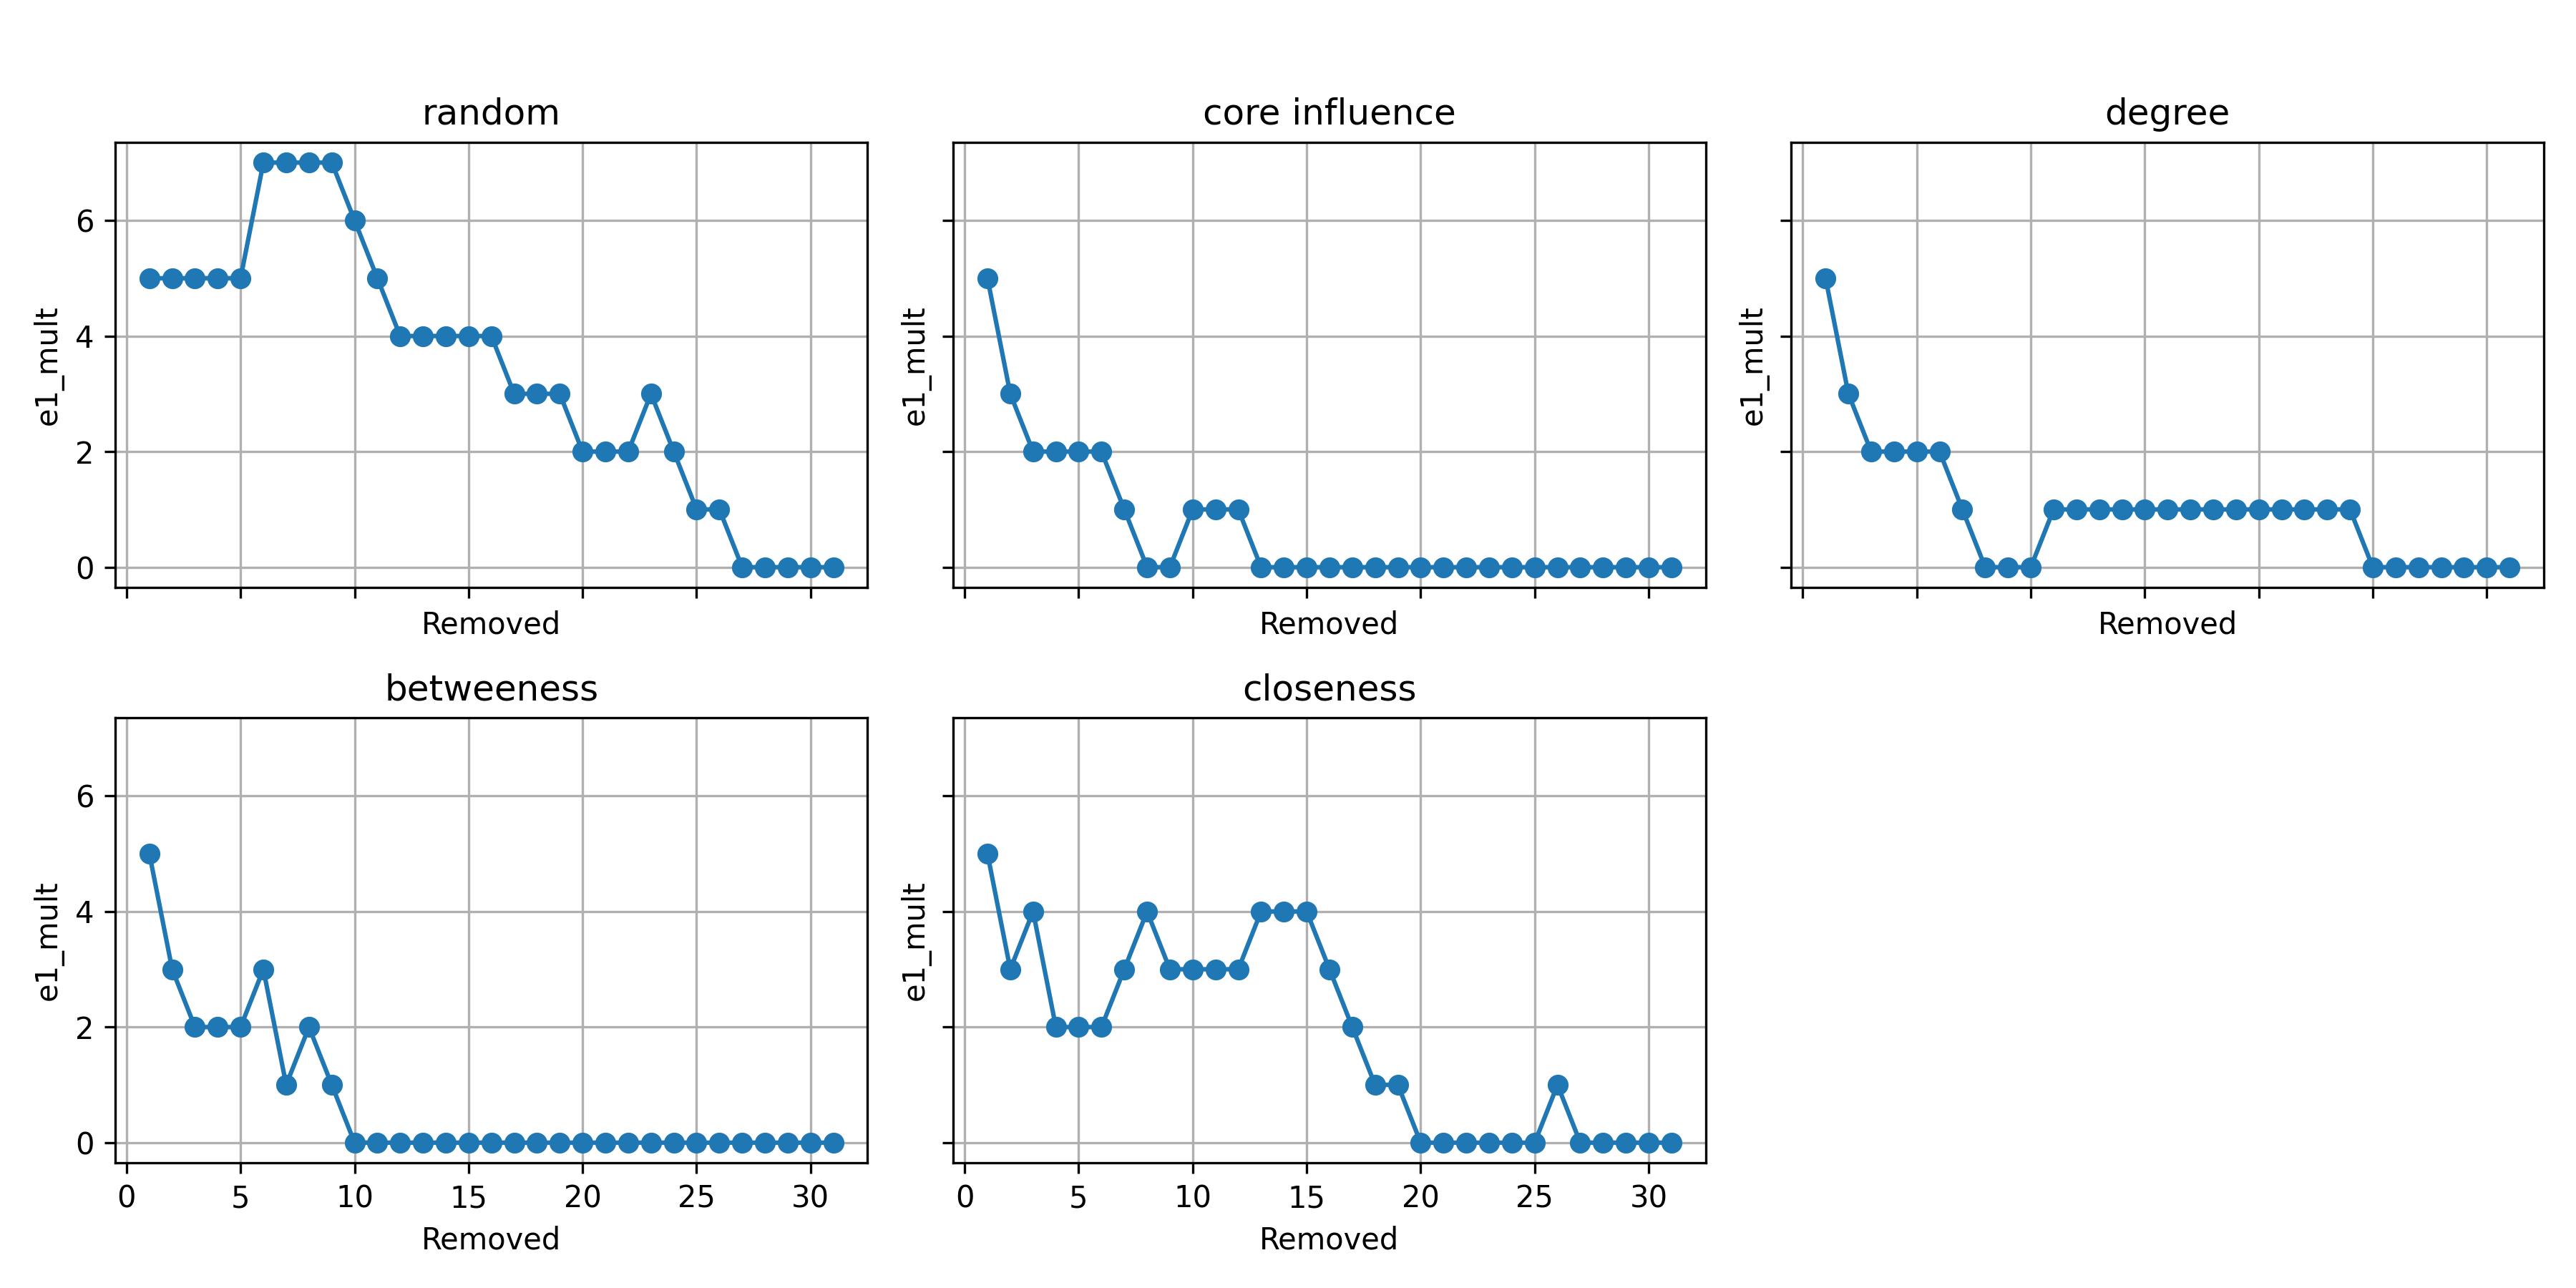 random
core influence
degree
e1_mult
6
4
2
0
Removed
e1_mult
Removed
e1_mult
Removed
betweeness
closeness
e1_mult
6
4
2
0
0 5 10 15 20 25 30
Removed
e1_mult
0 5 10 15 20 25 30
Removed